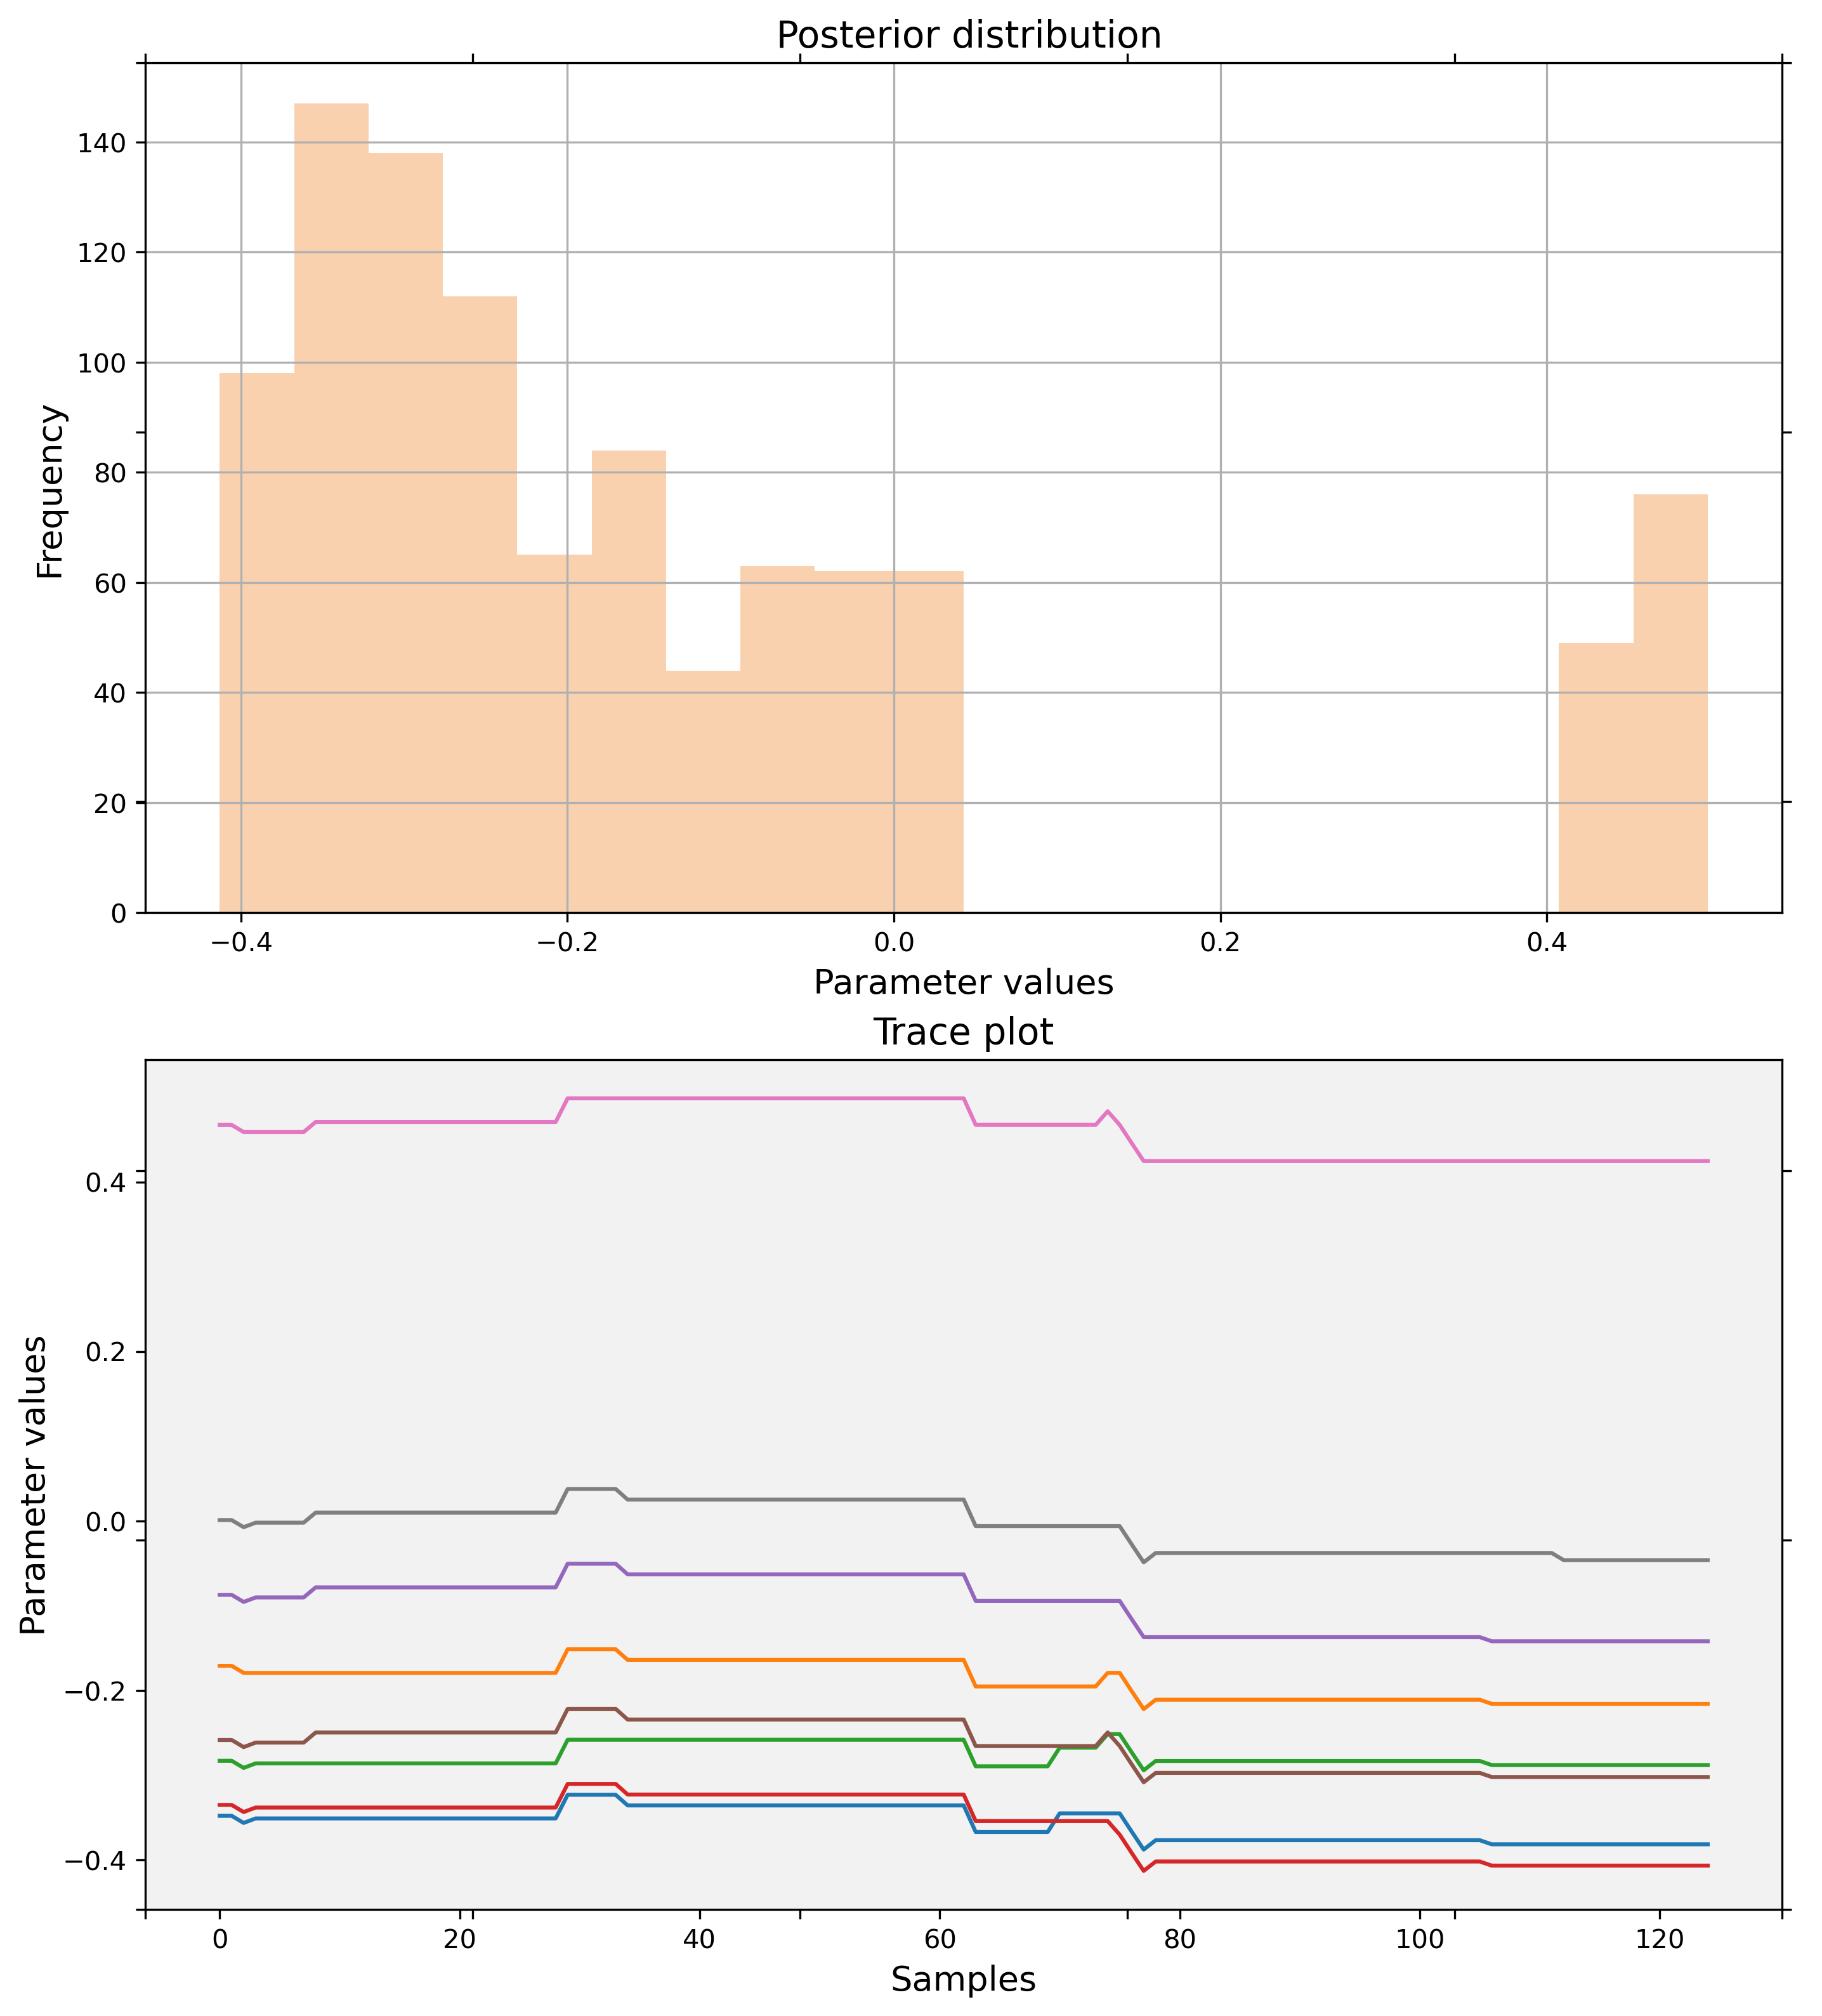 Posterior distribution
140
120
100
80
60
40
20
0
Frequency
−0.4 −0.2 0.0 0.2 0.4
Parameter values
Trace plot
0.4
0.2
0.0
−0.2
−0.4
Parameter values
0 20 40 60 80 100 120
Samples